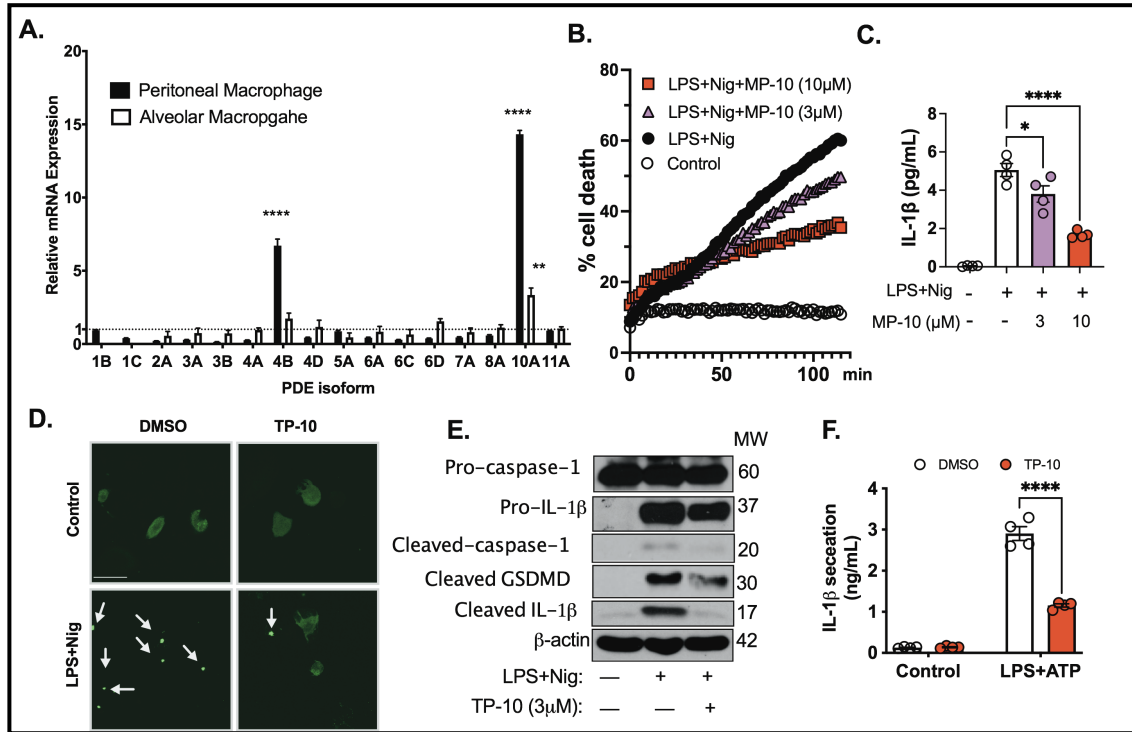 A.
20
15
10
5
1
0
Relative mRNA Expression
Peritoneal Macrophage
Alveolar Macropgahe
****
****
**
1B 1C 2A 3A 3B 4A 4B 4D 5A 6A 6C 6D 7A 8A 10A 11A
PDE isoform
B.
80
60
40
20
0
% cell death
LPS+Nig+MP-10 (10μM)
LPS+Nig+MP-10 (3μM)
LPS+Nig
Control
0 50 100 min
C.
****
*
8
6
4
2
0
IL-1β (pg/mL)
LPS+Nig - + + +
MP-10 (μM) - - 3 10
D.
DMSO TP-10
Control
LPS+Nig
E.
MW
Pro-caspase-1 60
Pro-IL-1β 37
Cleaved-caspase-1 20
Cleaved GSDMD 30
Cleaved IL-1β 17
β-actin 42
LPS+Nig: — + +
TP-10 (3μM): — — +
F.
DMSO TP-10
****
4
3
2
1
0
IL-1β seceation
(ng/mL)
Control LPS+ATP